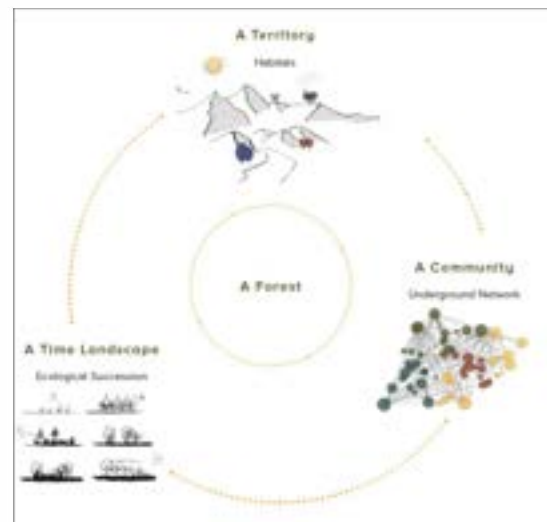 A Territory
Habitats
A Forest
A Community
Underground Network
A Time Landscape
Ecological Succession